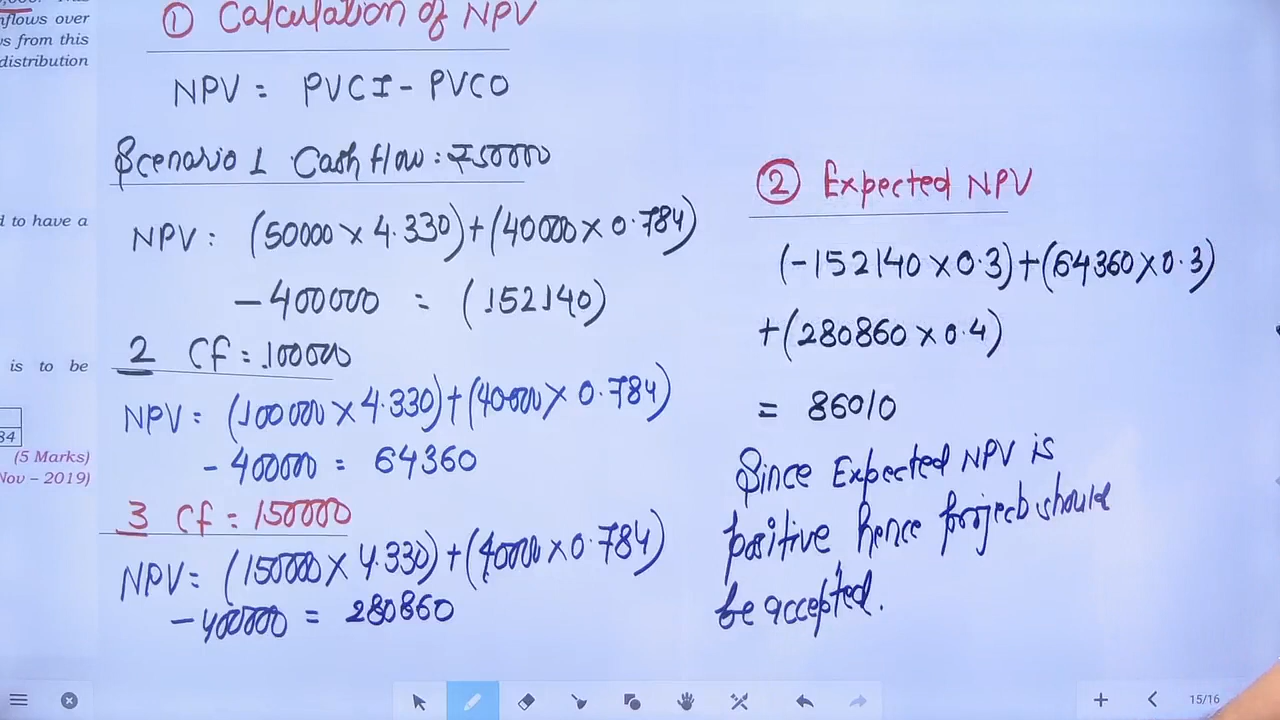 nflows over
s from this
distribution
d to have a
is to be
34
(5 Marks)
Nov – 2019)
① Calculation of NPV
NPV = PVCI - PVCO
Scenario 1 Cash flow: ₹50000
NPV: (50000 × 4.330) + (40000 × 0.784)
- 400000 = (152140)
2 Cf = 100000
NPV: (100000 × 4.330) + (40000 × 0.784)
- 400000 = 64360
3 Cf = 150000
NPV: (150000 × 4.330) + (40000 × 0.784)
- 400000 = 280860
② Expected NPV
(-152140 × 0.3) + (64360 × 0.3)
+ (280860 × 0.4)
= 86010
Since Expected NPV is
positive hence project should
be accepted.
15/16